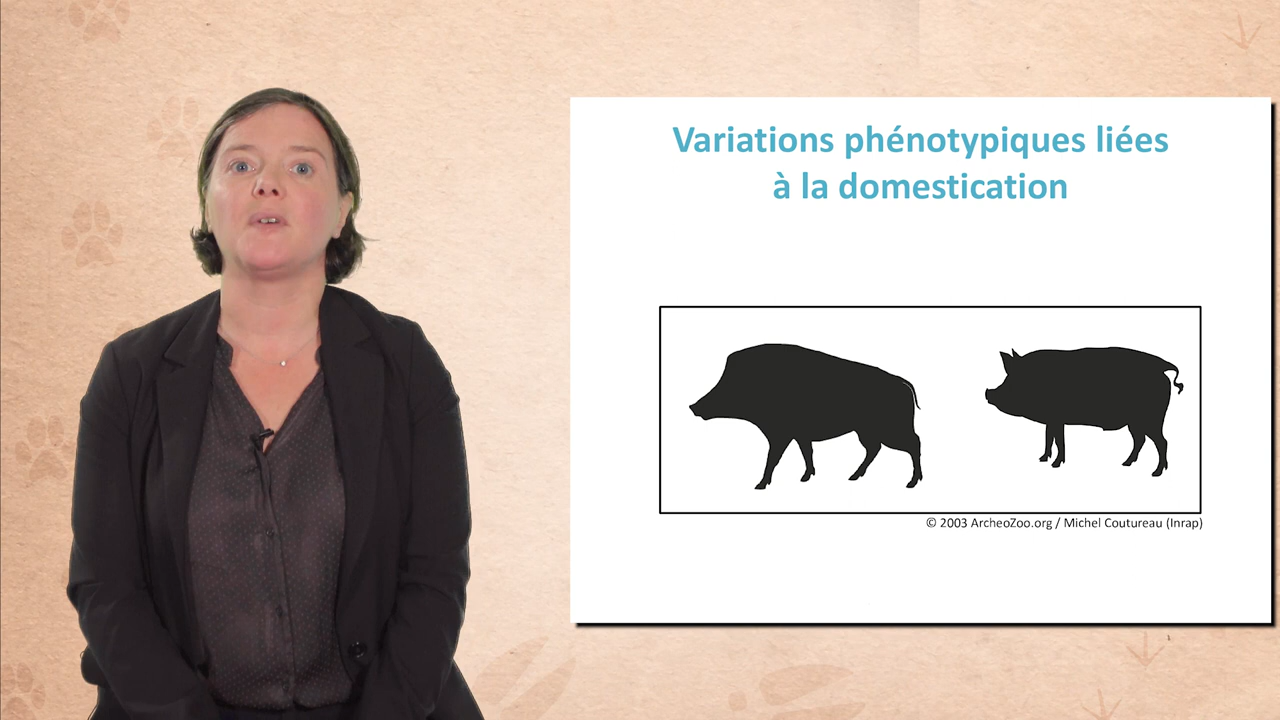 Variations phénotypiques liées
à la domestication
© 2003 ArcheoZoo.org / Michel Coutureau (Inrap)